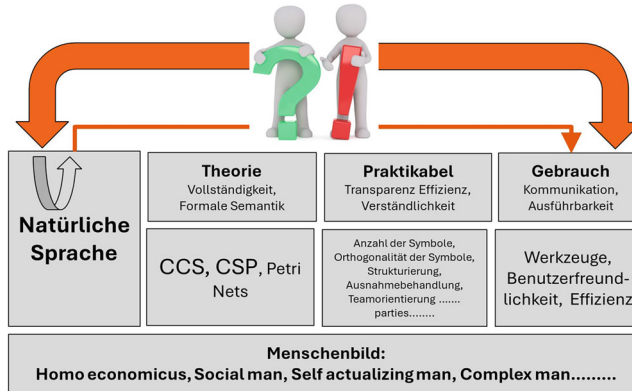 Natürliche
Sprache
Theorie
Vollständigkeit,
Formale Semantik
Praktikabel
Transparenz Effizienz,
Verständlichkeit
Gebrauch
Kommunikation,
Ausführbarkeit
CCS, CSP, Petri
Nets
Anzahl der Symbole,
Orthogonalität der Symbole,
Strukturierung,
Ausnahmebehandlung,
Teamorientierung .......
parties........
Werkzeuge,
Benutzerfreund-
lichkeit, Effizienz
Menschenbild:
Homo economicus, Social man, Self actualizing man, Complex man.........